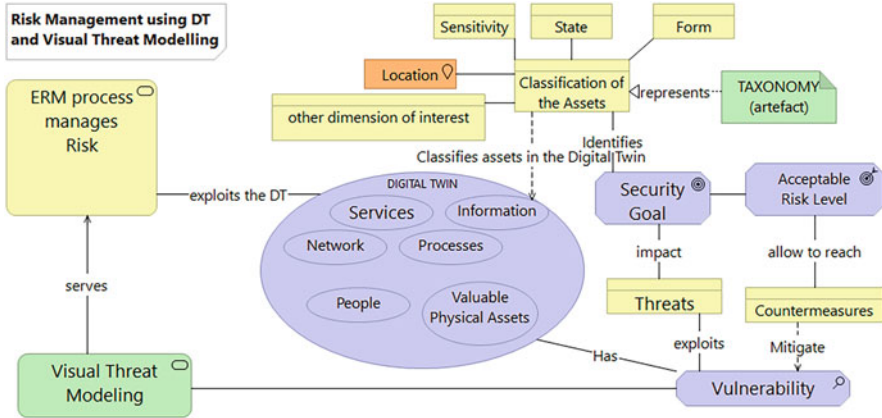 Risk Management using DT
and Visual Threat Modelling
Sensitivity
State
Form
Location
Classification of
the Assets
represents
TAXONOMY
(artefact)
other dimension of interest
ERM process
manages
Risk
Identifies
Classifies assets in the Digital Twin
exploits the DT
DIGITAL TWIN
Services
Information
Network
Processes
People
Valuable
Physical Assets
Security
Goal
Acceptable
Risk Level
impact
allow to reach
serves
Threats
Countermeasures
exploits
Mitigate
Has
Visual Threat
Modeling
Vulnerability